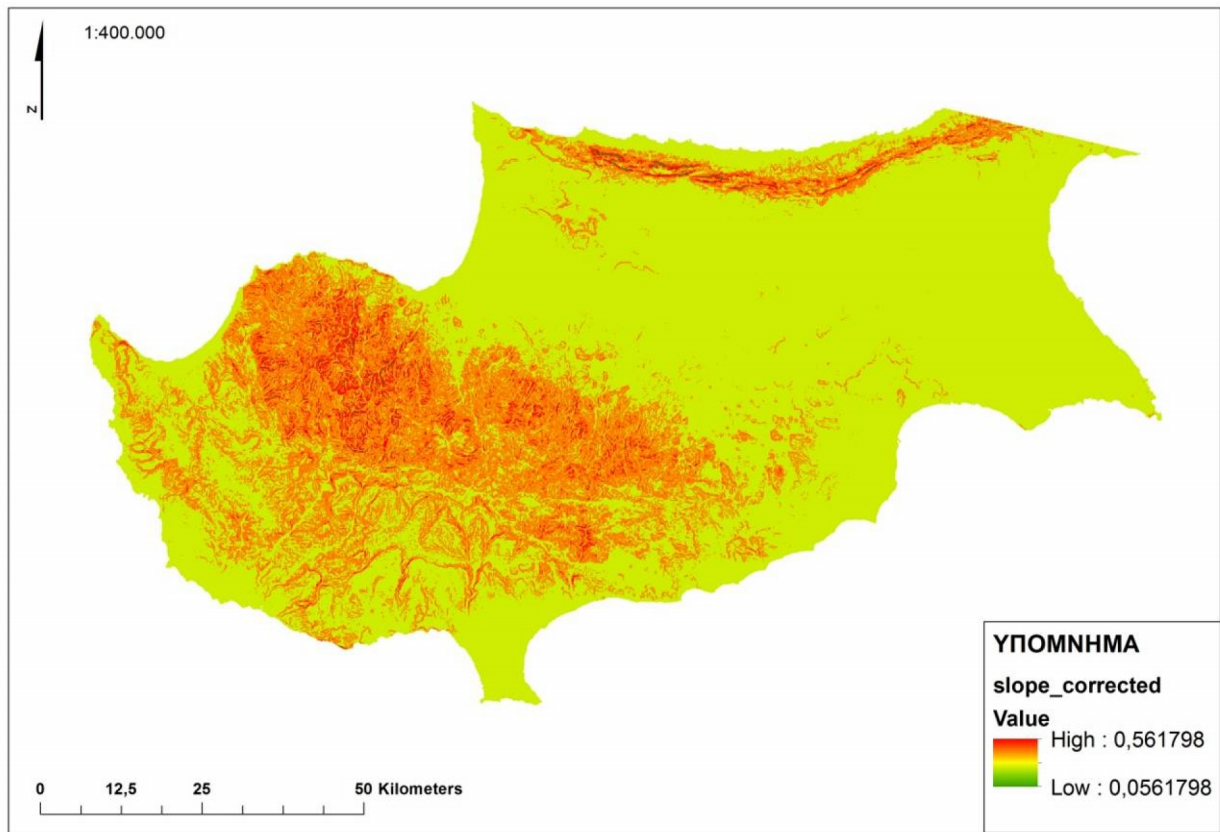 1:400.000
N
ΥΠΟΜΝΗΜΑ
slope_corrected
Value
High : 0,561798
Low : 0,0561798
0 12,5 25 50 Kilometers